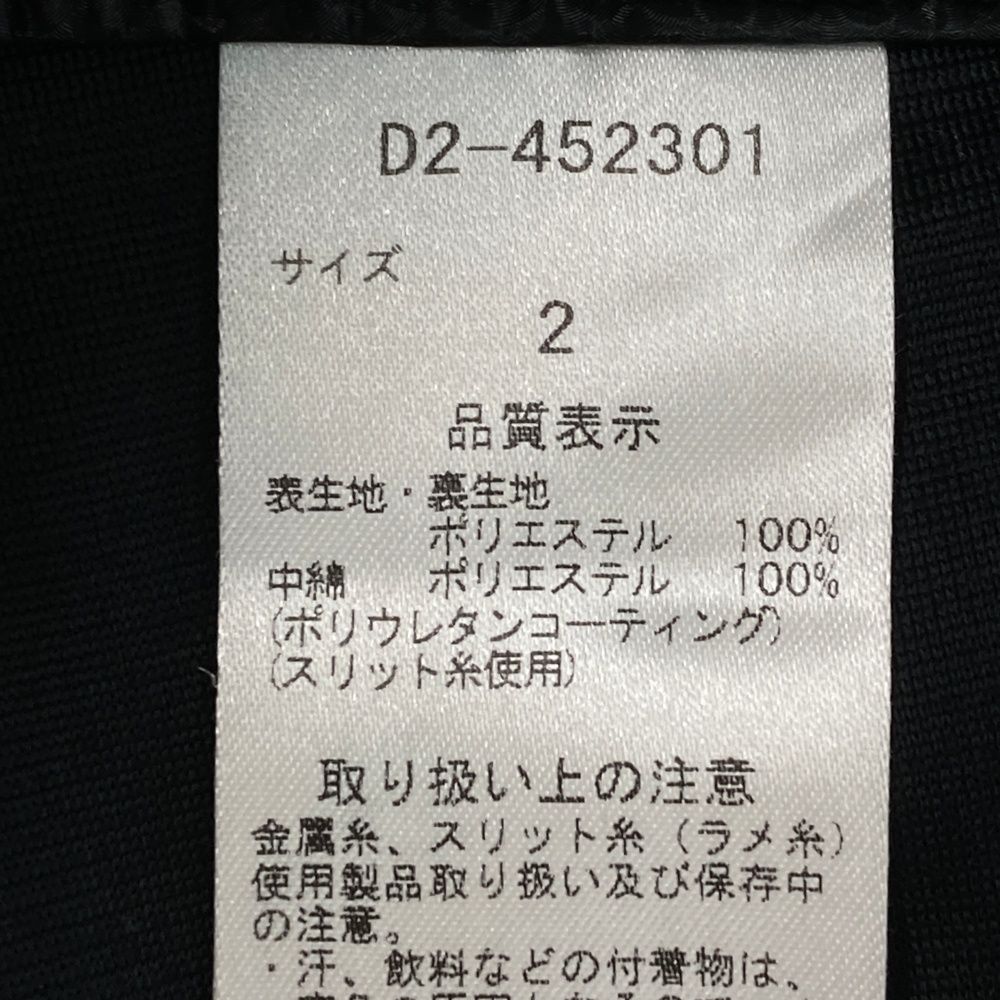 D2-452301
サイズ
2
品質表示
表生地・裏生地
ポリエステル 100%
中綿 ポリエステル 100%
(ポリウレタンコーティング)
(スリット糸使用)
取り扱い上の注意
金属糸、スリット糸（ラメ糸）
使用製品取り扱い及び保存中
の注意。
・汗、飲料などの付着物は、